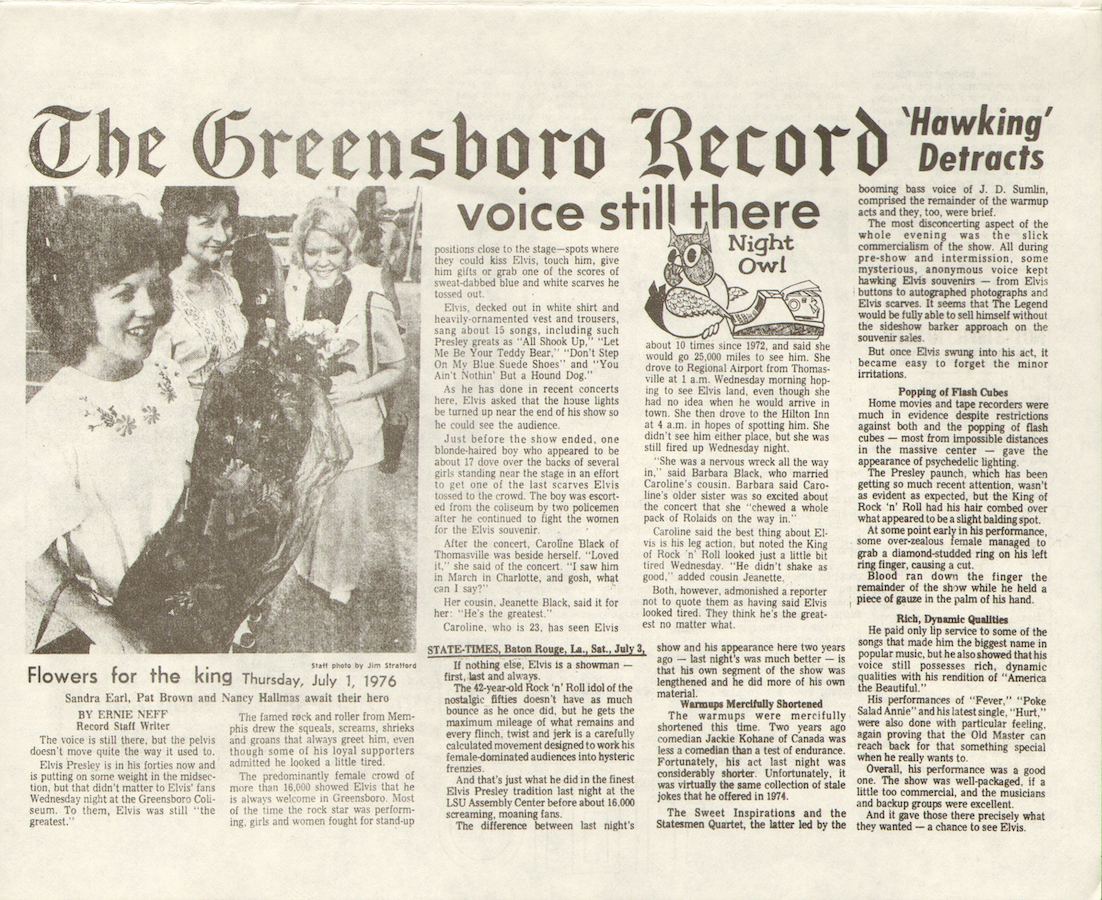 The Greensboro Record
voice still there
Night
Owl
Staff photo by Jim Stratford
Flowers for the king Thursday, July 1, 1976
Sandra Earl, Pat Brown and Nancy Hallmas await their hero
BY ERNIE NEFF
Record Staff Writer
The voice is still there, but the pelvis
doesn't move quite the way it used to.
Elvis Presley is in his forties now and
is putting on some weight in the midsec-
tion, but that didn't matter to Elvis' fans
Wednesday night at the Greensboro Coli-
seum. To them, Elvis was still "the
greatest."
The famed rock and roller from Mem-
phis drew the squeals, screams, shrieks
and groans that always greet him, even
though some of his loyal supporters
admitted he looked a little tired.
The predominantly female crowd of
more than 16,000 showed Elvis that he
is always welcome in Greensboro. Most
of the time the rock star was perform-
ing, girls and women fought for stand-up
positions close to the stage—spots where
they could kiss Elvis, touch him, give
him gifts or grab one of the scores of
sweat-dabbed blue and white scarves he
tossed out.
Elvis, decked out in white shirt and
heavily-ornamented vest and trousers,
sang about 15 songs, including such
Presley greats as "All Shook Up," "Let
Me Be Your Teddy Bear," "Don't Step
On My Blue Suede Shoes" and "You
Ain't Nothin' But a Hound Dog."
As he has done in recent concerts
here, Elvis asked that the house lights
be turned up near the end of his show so
he could see the audience.
Just before the show ended, one
blonde-haired boy who appeared to be
about 17 dove over the backs of several
girls standing near the stage in an effort
to get one of the last scarves Elvis
tossed to the crowd. The boy was escort-
ed from the coliseum by two policemen
after he continued to fight the women
for the Elvis souvenir.
After the concert, Caroline Black of
Thomasville was beside herself. "Loved
it," she said of the concert. "I saw him
in March in Charlotte, and gosh, what
can I say?"
Her cousin, Jeanette Black, said it for
her: "He's the greatest."
Caroline, who is 23, has seen Elvis
about 10 times since 1972, and said she
would go 25,000 miles to see him. She
drove to Regional Airport from Thomas-
ville at 1 a.m. Wednesday morning hop-
ing to see Elvis land, even though she
had no idea when he would arrive in
town. She then drove to the Hilton Inn
at 4 a.m. in hopes of spotting him. She
didn't see him either place, but she was
still fired up Wednesday night.
"She was a nervous wreck all the way
in," said Barbara Black, who married
Caroline's cousin. Barbara said Caro-
line's older sister was so excited about
the concert that she "chewed a whole
pack of Rolaids on the way in."
Caroline said the best thing about El-
vis is his leg action, but noted the King
of Rock 'n' Roll looked just a little bit
tired Wednesday. "He didn't shake as
good," added cousin Jeanette.
Both, however, admonished a reporter
not to quote them as having said Elvis
looked tired. They think he's the great-
est no matter what.
STATE-TIMES, Baton Rouge, La., Sat., July 3,
If nothing else, Elvis is a showman —
first, last and always.
The 42-year-old Rock 'n' Roll idol of the
nostalgic fifties doesn't have as much
bounce as he once did, but he gets the
maximum mileage of what remains and
every flinch, twist and jerk is a carefully
calculated movement designed to work his
female-dominated audiences into hysteric
frenzies.
And that's just what he did in the finest
Elvis Presley tradition last night at the
LSU Assembly Center before about 16,000
screaming, moaning fans.
The difference between last night's
show and his appearance here two years
ago — last night's was much better — is
that his own segment of the show was
lengthened and he did more of his own
material.
Warmups Mercifully Shortened
The warmups were mercifully
shortened this time. Two years ago
comedian Jackie Kohane of Canada was
less a comedian than a test of endurance.
Fortunately, his act last night was
considerably shorter. Unfortunately, it
was virtually the same collection of stale
jokes that he offered in 1974.
The Sweet Inspirations and the
Statesmen Quartet, the latter led by the
'Hawking'
Detracts
booming bass voice of J. D. Sumlin,
comprised the remainder of the warmup
acts and they, too, were brief.
The most disconcerting aspect of the
whole evening was the slick
commercialism of the show. All during
pre-show and intermission, some
mysterious, anonymous voice kept
hawking Elvis souvenirs — from Elvis
buttons to autographed photographs and
Elvis scarves. It seems that The Legend
would be fully able to sell himself without
the sideshow barker approach on the
souvenir sales.
But once Elvis swung into his act, it
became easy to forget the minor
irritations.
Popping of Flash Cubes
Home movies and tape recorders were
much in evidence despite restrictions
against both and the popping of flash
cubes — most from impossible distances
in the massive center — gave the
appearance of psychedelic lighting.
The Presley paunch, which has been
getting so much recent attention, wasn't
as evident as expected, but the King of
Rock 'n' Roll had his hair combed over
what appeared to be a slight balding spot.
At some point early in his performance,
some over-zealous female managed to
grab a diamond-studded ring on his left
ring finger, causing a cut.
Blood ran down the finger the
remainder of the show while he held a
piece of gauze in the palm of his hand.
Rich, Dynamic Qualities
He paid only lip service to some of the
songs that made him the biggest name in
popular music, but he also showed that his
voice still possesses rich, dynamic
qualities with his rendition of "America
the Beautiful."
His performances of "Fever," "Poke
Salad Annie" and his latest single, "Hurt,"
were also done with particular feeling,
again proving that the Old Master can
reach back for that something special
when he really wants to.
Overall, his performance was a good
one. The show was well-packaged, if a
little too commercial, and the musicians
and backup groups were excellent.
And it gave those there precisely what
they wanted — a chance to see Elvis.